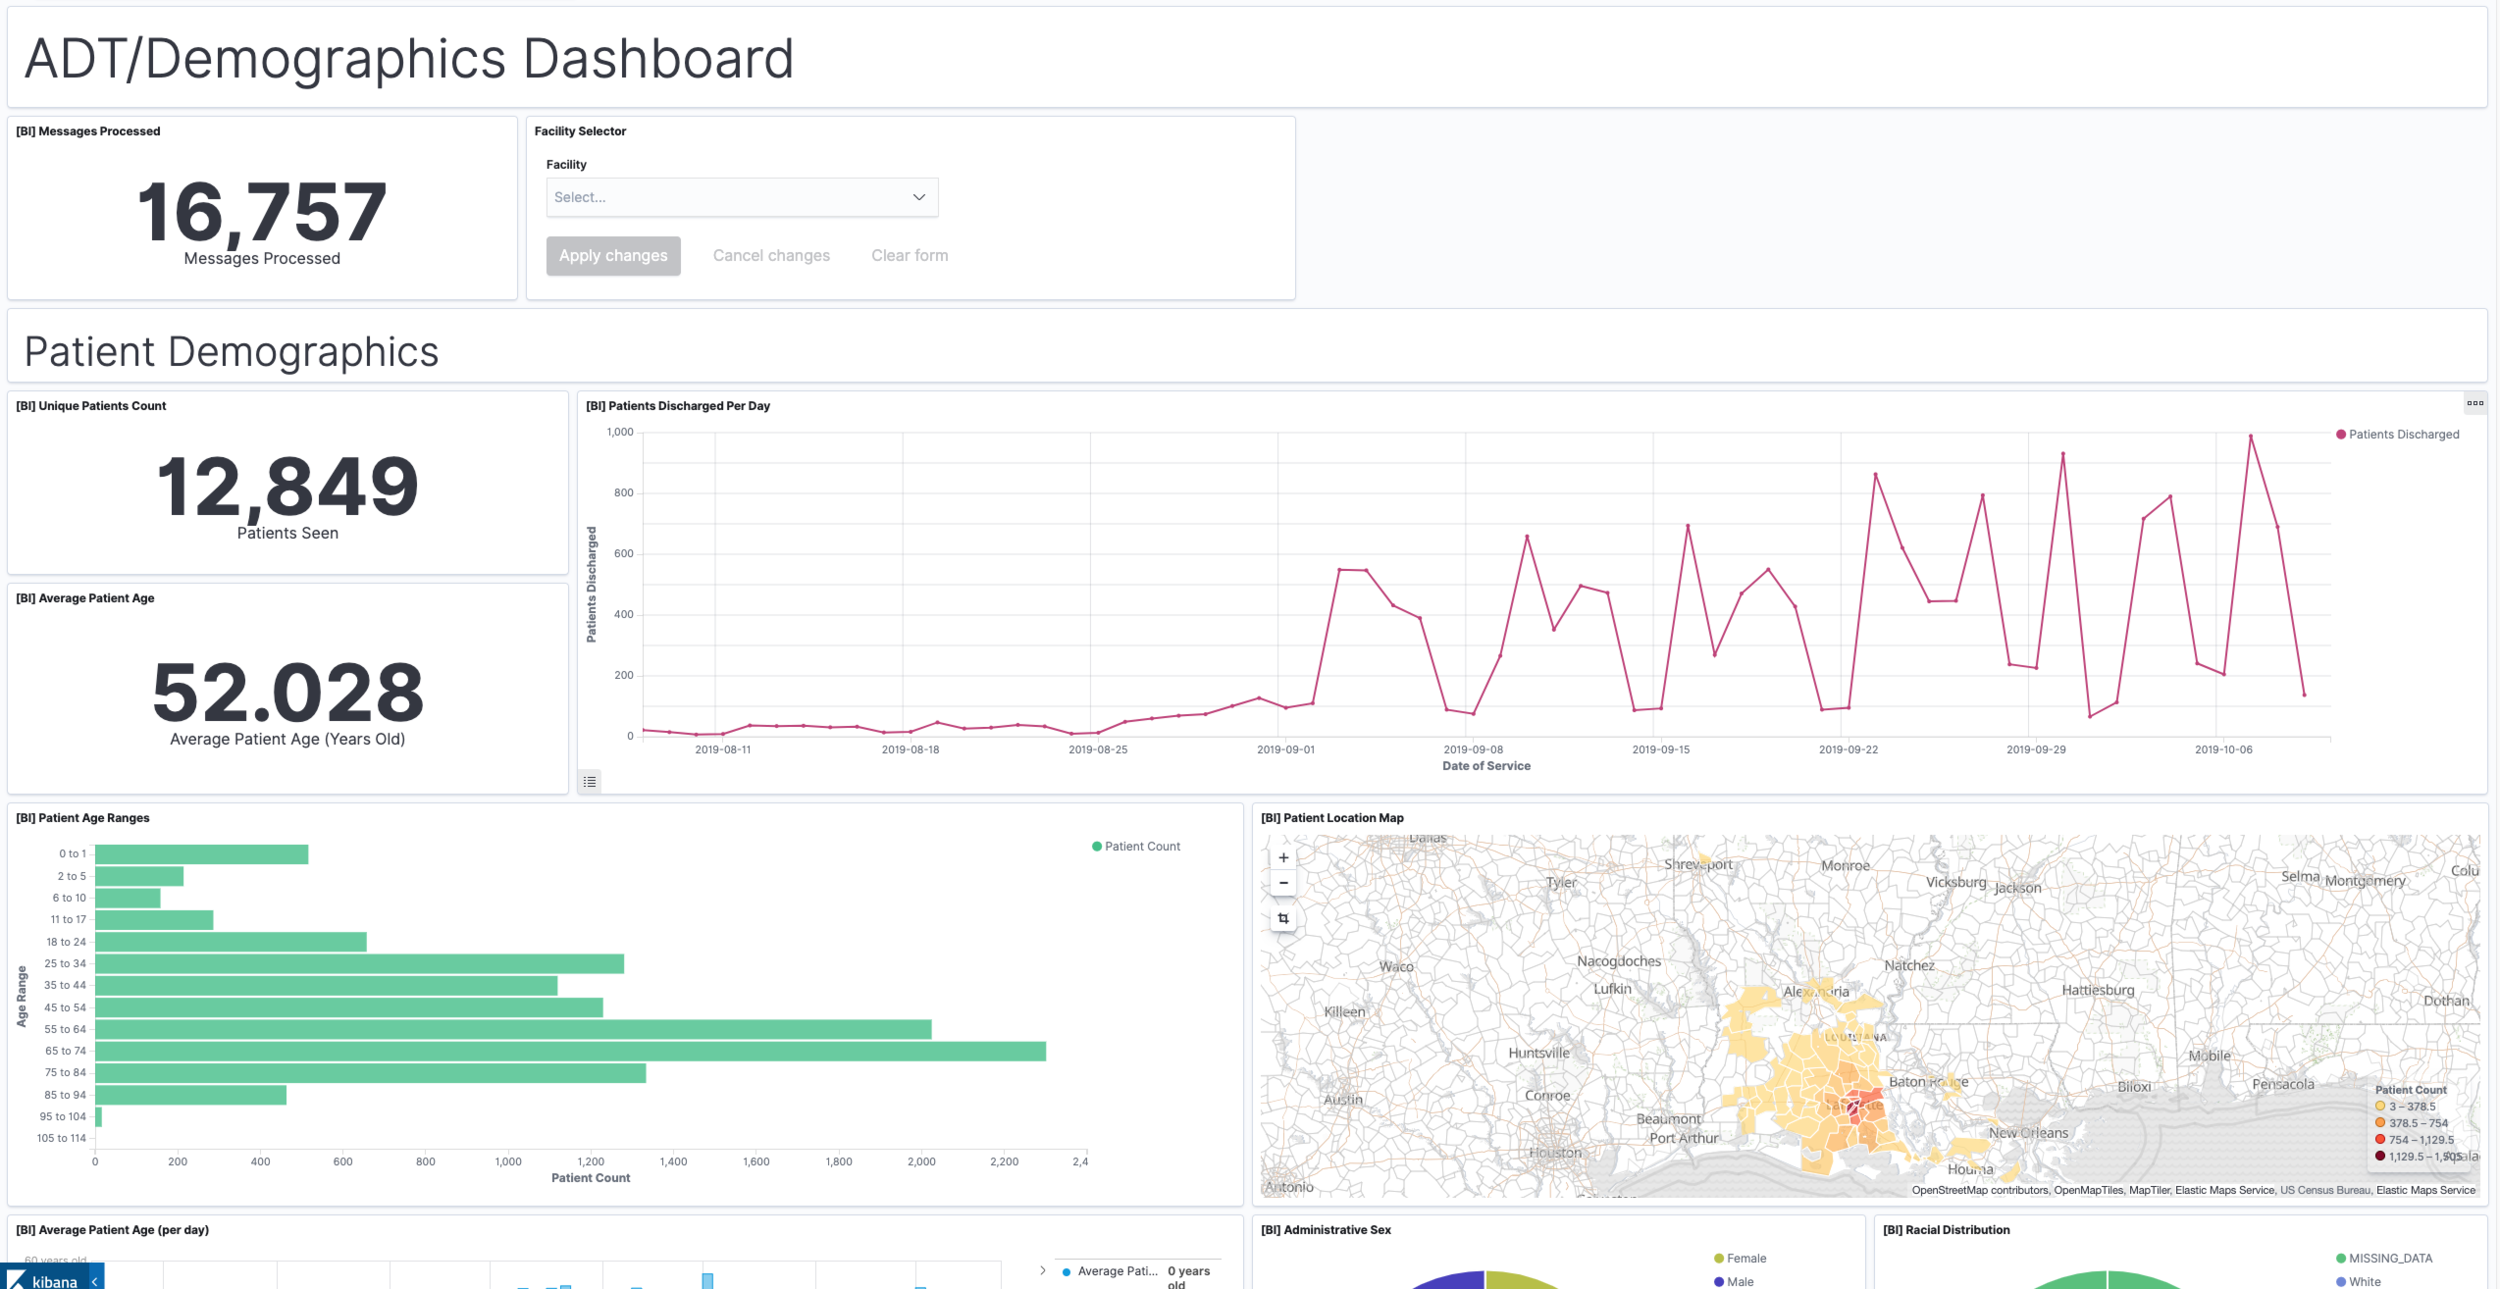 ADT/Demographics Dashboard
[BI] Messages Processed
16,757
Messages Processed
Facility Selector
Facility
Select...
Apply changes
Cancel changes
Clear form
Patient Demographics
[BI] Unique Patients Count
12,849
Patients Seen
[BI] Average Patient Age
52.028
Average Patient Age (Years Old)
[BI] Patients Discharged Per Day
Patients Discharged
1,000
800
600
400
200
0
Patients Discharged
2019-08-11
2019-08-18
2019-08-25
2019-09-01
2019-09-08
2019-09-15
2019-09-22
2019-09-29
2019-10-06
Date of Service
[BI] Patient Age Ranges
Patient Count
Age Range
0 to 1
2 to 5
6 to 10
11 to 17
18 to 24
25 to 34
35 to 44
45 to 54
55 to 64
65 to 74
75 to 84
85 to 94
95 to 104
105 to 114
0
200
400
600
800
1,000
1,200
1,400
1,600
1,800
2,000
2,200
2,4
Patient Count
[BI] Patient Location Map
+
−
Dallas
Shreveport
Monroe
Tyler
Vicksburg
Jackson
Selma
Montgomery
Colu
Waco
Nacogdoches
Natchez
Lufkin
Alexandria
Hattiesburg
Dothan
Killeen
LOUISIANA
Huntsville
Mobile
Baton Rouge
Biloxi
Pensacola
Conroe
Austin
Lafayette
Beaumont
Port Arthur
New Orleans
Houston
Houma
Antonio
Patient Count
3 – 378.5
378.5 – 754
754 – 1,129.5
1,129.5 – 1,505
OpenStreetMap contributors, OpenMapTiles, MapTiler, Elastic Maps Service, US Census Bureau, Elastic Maps Service
[BI] Average Patient Age (per day)
60 years old
Average Pati...
0 years
old
kibana
[BI] Administrative Sex
Female
Male
[BI] Racial Distribution
MISSING_DATA
White